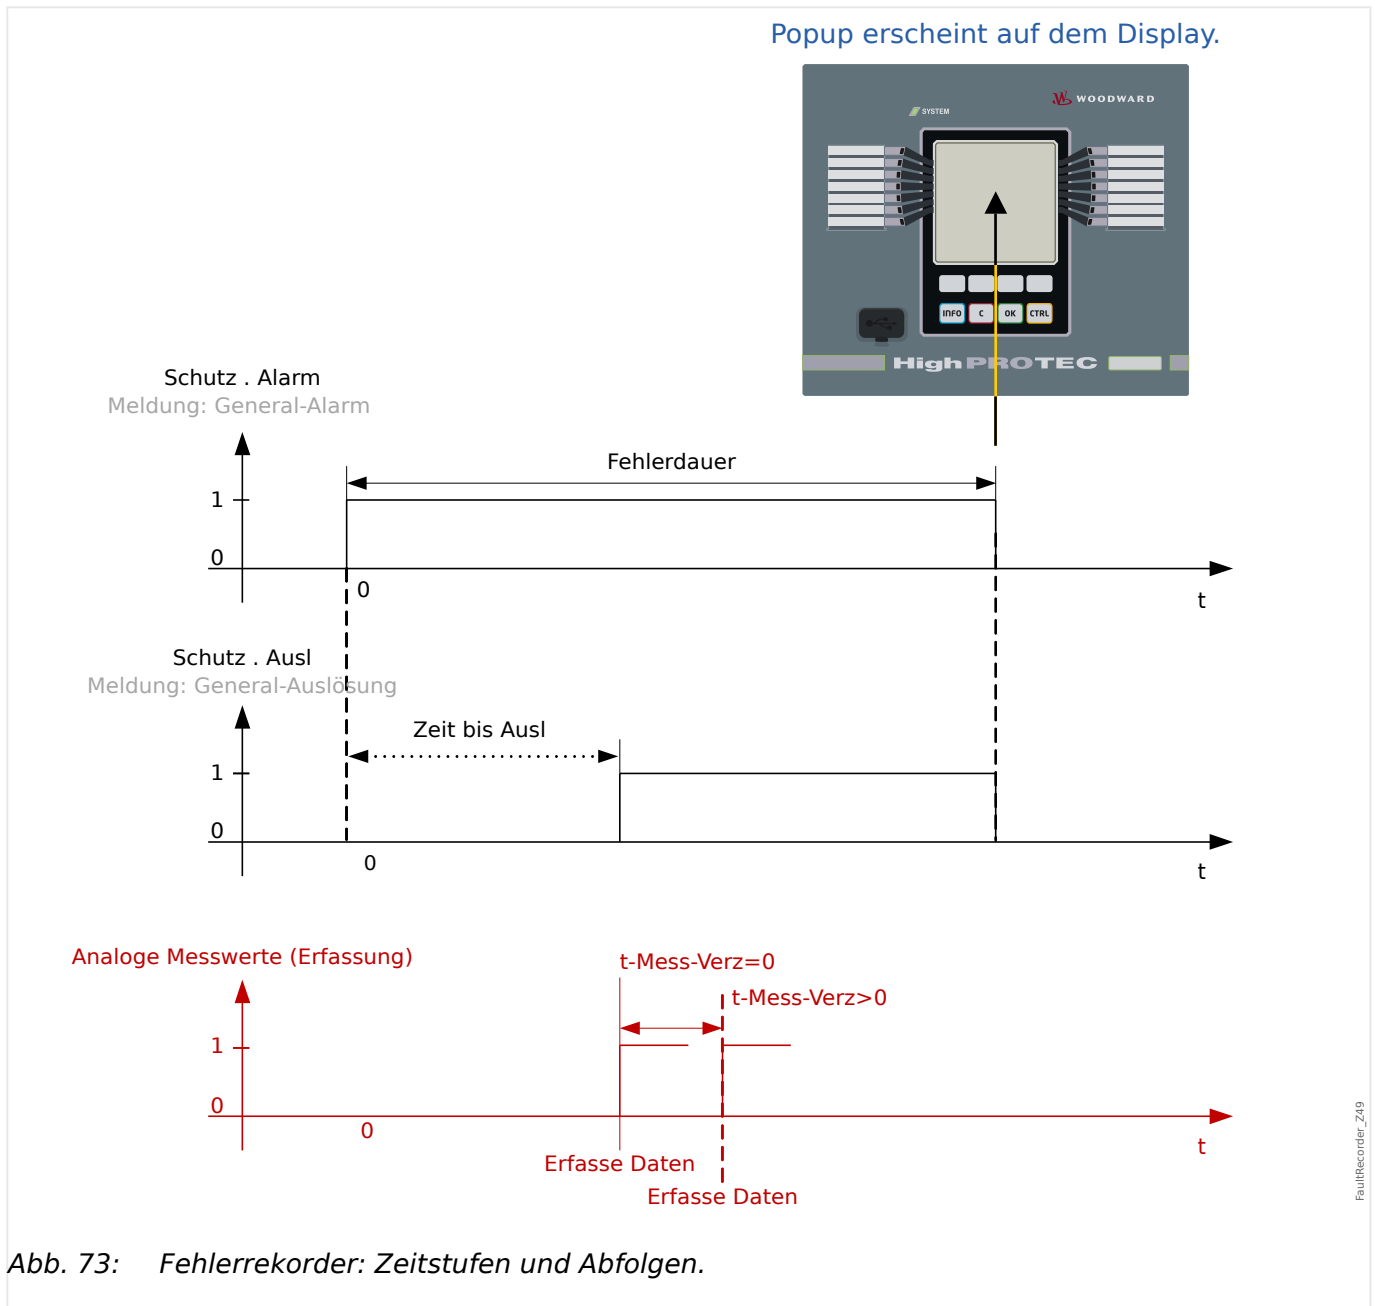 Popup erscheint auf dem Display.
WOODWARD
SYSTEM
INFO C OK CTRL
HighPROTEC
Schutz . Alarm
Meldung: General-Alarm
Fehlerdauer
1
0
0
t
Schutz . Ausl
Meldung: General-Auslösung
Zeit bis Ausl
1
0
0
t
Analoge Messwerte (Erfassung)
t-Mess-Verz=0
t-Mess-Verz>0
1
0
0
t
Erfasse Daten
Erfasse Daten
FaultRecorder_Z49
Abb. 73: Fehlerrekorder: Zeitstufen und Abfolgen.